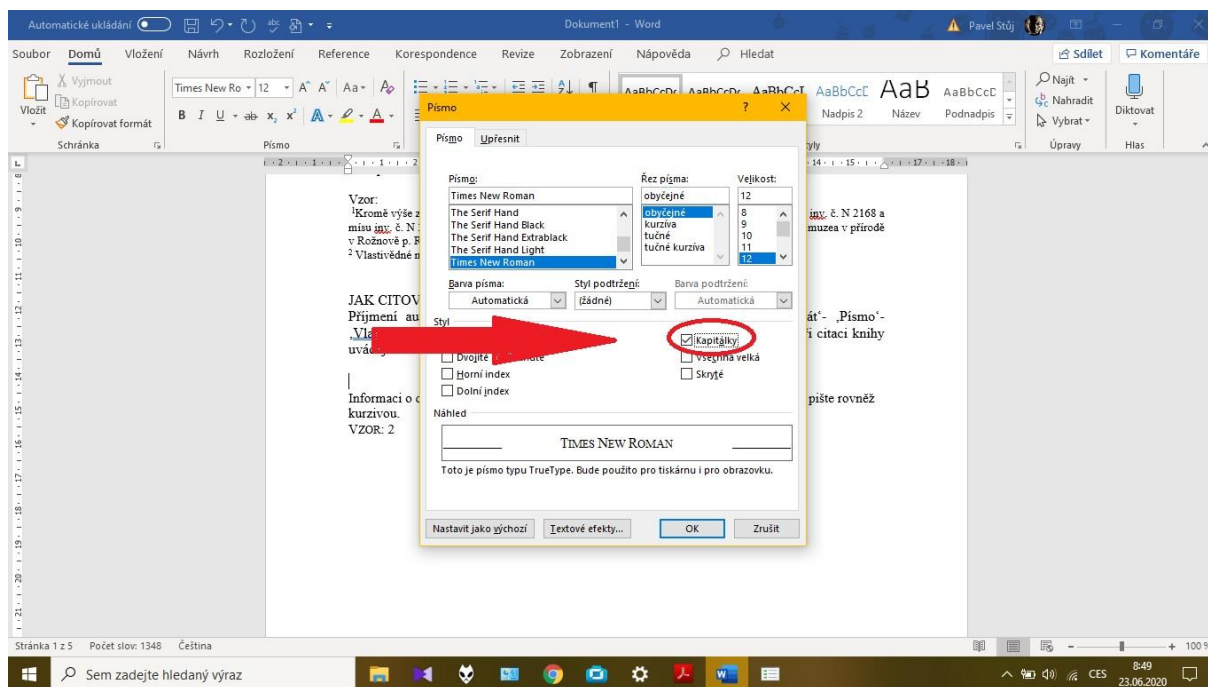 Automatické ukládání
Dokument1 - Word
Pavel Stůj
Soubor Domů Vložení Návrh Rozložení Reference Korespondence Revize Zobrazení Nápověda Hledat
Sdílet Komentáře
Vložit
Vyjmout
Kopírovat
Kopírovat formát
Schránka
Times New Ro 12
B I U ab x₂ x²
Písmo
AaBbCcDc AaBbCcDc AaBbCcI AaBbCcD AaB AaBbCcD
Nadpis 2 Název Podnadpis
Najít
Nahradit
Vybrat
Úpravy
Diktovat
Hlas
Písmo ? ×
Písmo Upřesnit
Písmo: Řez písma: Velikost:
Times New Roman obyčejné 12
The Serif Hand
The Serif Hand Black
The Serif Hand Extrablack
The Serif Hand Light
Times New Roman
obyčejné
kurzíva
tučné
tučné kurzíva
8
9
10
11
12
Barva písma: Styl podtržení: Barva podtržení:
Automatická (žádné) Automatická
Styl
Kapitálky
Všechna velká
Horní index Skryté
Dolní index
Náhled
TIMES NEW ROMAN
Toto je písmo typu TrueType. Bude použito pro tiskárnu i pro obrazovku.
Nastavit jako výchozí Textové efekty... OK Zrušit
Vzor:
¹Kromě výše inv. č. N 2168 a
mísu inv. č. N muzea v přírodě
v Rožnově p.
² Vlastivědné
JAK CITOV
Příjmení ‚Písmo‘-
citaci knihy
Informaci o pište rovněž
kurzivou.
VZOR: 2
Stránka 1 z 5 Počet slov: 1348 Čeština
100
Sem zadejte hledaný výraz
CES
8:49
23.06.2020